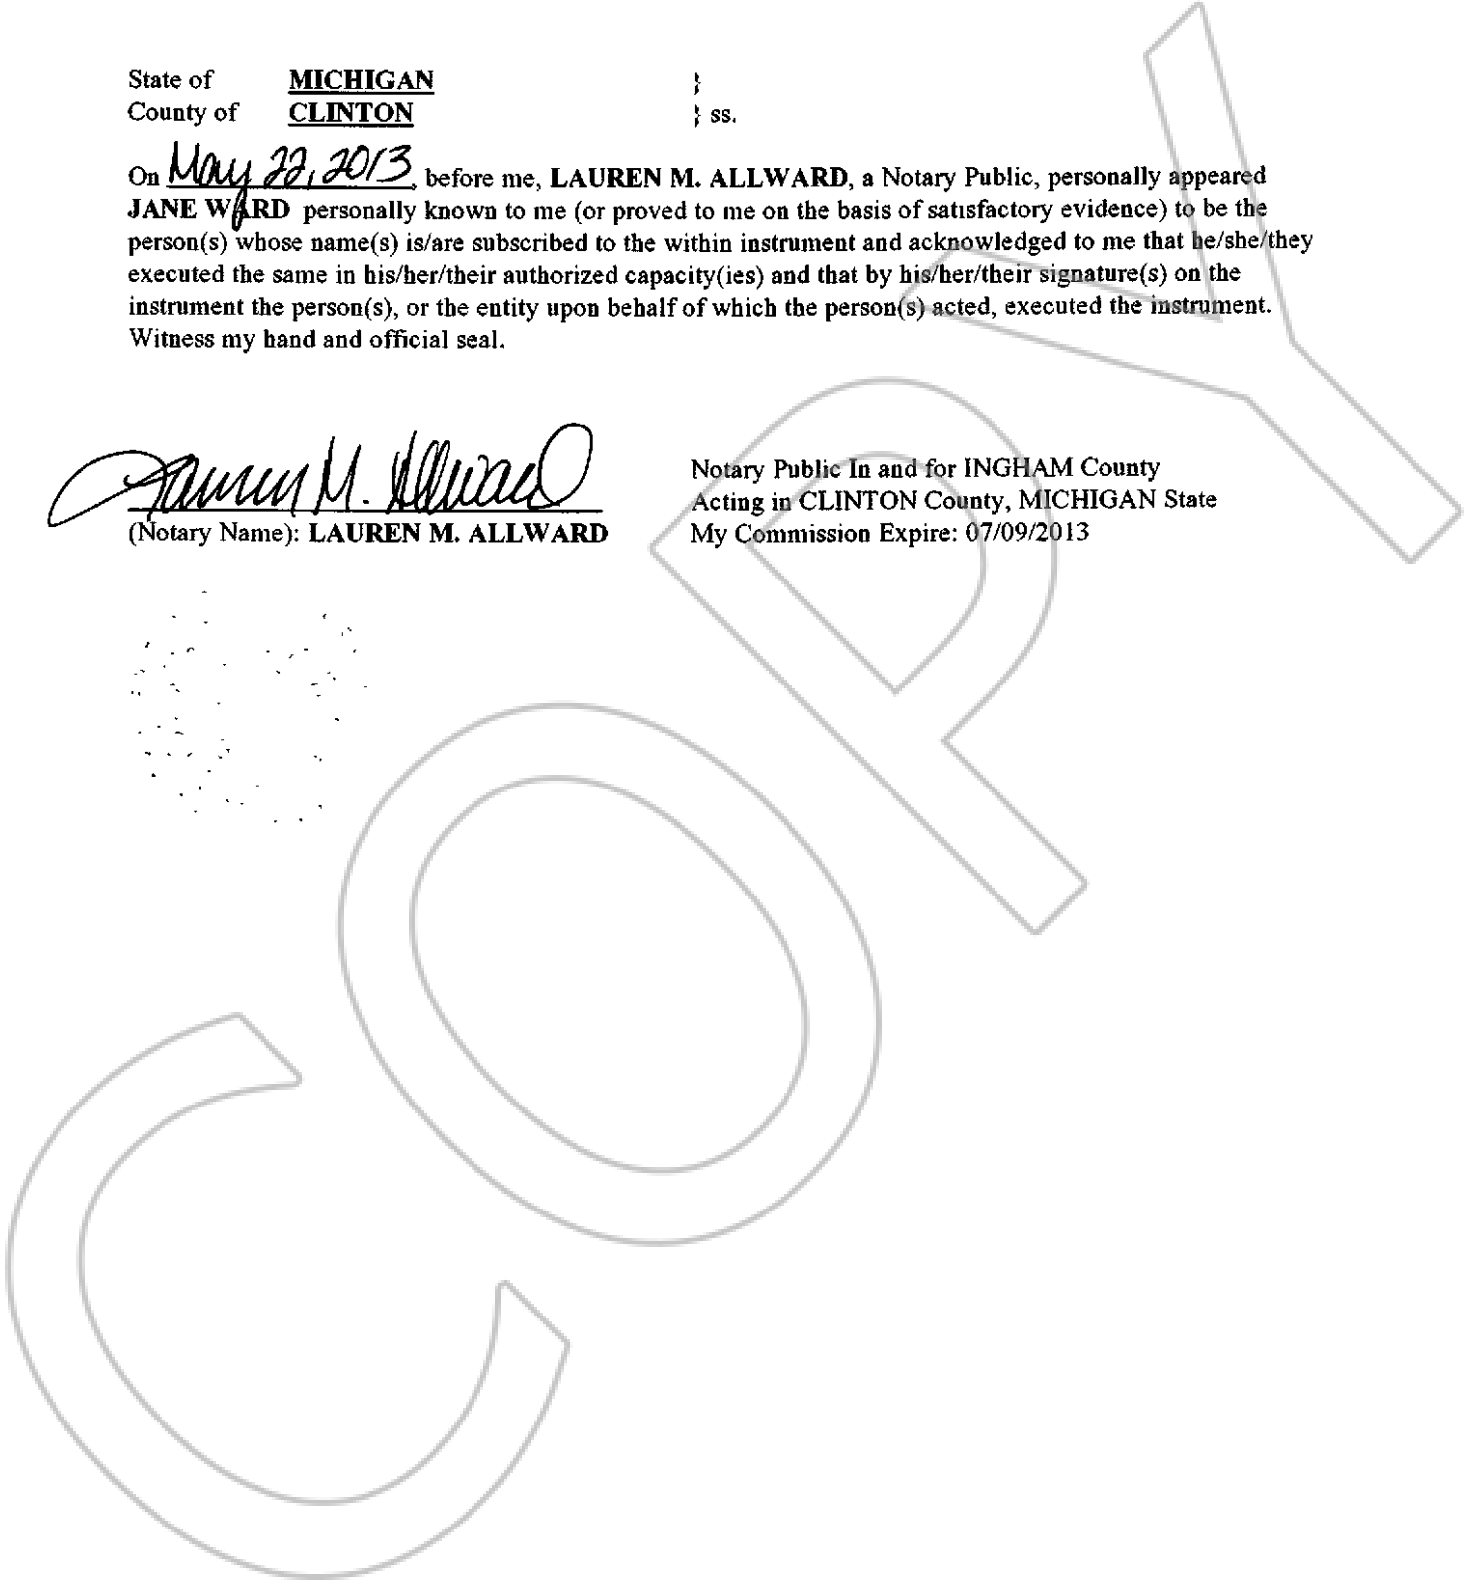 State of MICHIGAN }
County of CLINTON } ss.
On May 22, 2013, before me, LAUREN M. ALLWARD, a Notary Public, personally appeared
JANE WARD personally known to me (or proved to me on the basis of satisfactory evidence) to be the
person(s) whose name(s) is/are subscribed to the within instrument and acknowledged to me that he/she/they
executed the same in his/her/their authorized capacity(ies) and that by his/her/their signature(s) on the
instrument the person(s), or the entity upon behalf of which the person(s) acted, executed the instrument.
Witness my hand and official seal.
Lauren M. Allward
(Notary Name): LAUREN M. ALLWARD
Notary Public In and for INGHAM County
Acting in CLINTON County, MICHIGAN State
My Commission Expire: 07/09/2013
COPY